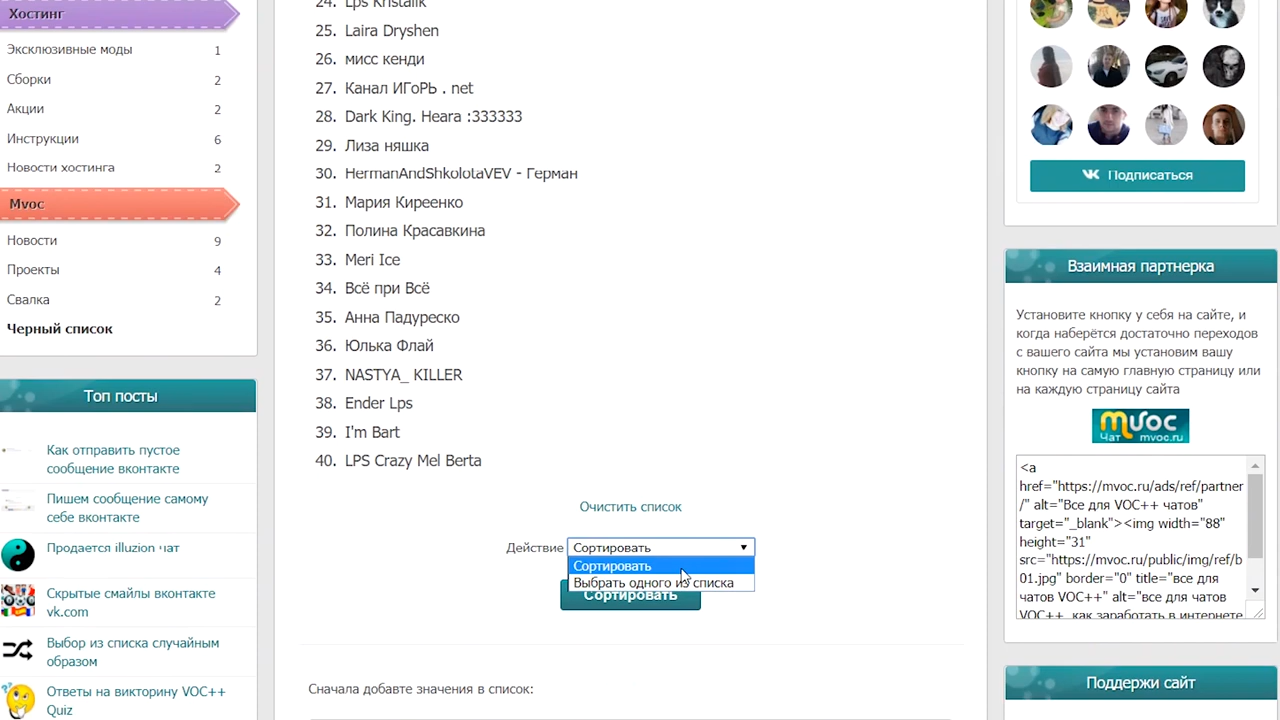 Хостинг
Эксклюзивные моды 1
Сборки 2
Акции 2
Инструкции 6
Новости хостинга 2
Mvoc
Новости 9
Проекты 4
Свалка 2
Черный список
Топ посты
Как отправить пустое
сообщение вконтакте
Пишем сообщение самому
себе вконтакте
Продается illuzion чат
Скрытые смайлы вконтакте
vk.com
Выбор из списка случайным
образом
Ответы на викторину VOC++
Quiz
24. Lps Kristalik
25. Laira Dryshen
26. мисс кенди
27. Канал ИГоРЬ . net
28. Dark King. Heara :333333
29. Лиза няшка
30. HermanAndShkolotaVEV - Герман
31. Мария Киреенко
32. Полина Красавкина
33. Meri Ice
34. Всё при Всё
35. Анна Падуреско
36. Юлька Флай
37. NASTYA_ KILLER
38. Ender Lps
39. I'm Bart
40. LPS Crazy Mel Berta
Очистить список
Действие Сортировать
Сортировать
Выбрать одного из списка
Сортировать
Сначала добавте значения в список:
Подписаться
Взаимная партнерка
Установите кнопку у себя на сайте, и
когда наберётся достаточно переходов
с вашего сайта мы установим вашу
кнопку на самую главную страницу или
на каждую страницу сайта
Mvoc
Чат mvoc.ru
<a
href="https://mvoc.ru/ads/ref/partner
/" alt="Все для VOC++ чатов"
target="_blank"><img width="88"
height="31"
src="https://mvoc.ru/public/img/ref/b
01.jpg" border="0" title="все для
чатов VOC++" alt="все для чатов
VOC++, как заработать в интернете
Поддержи сайт